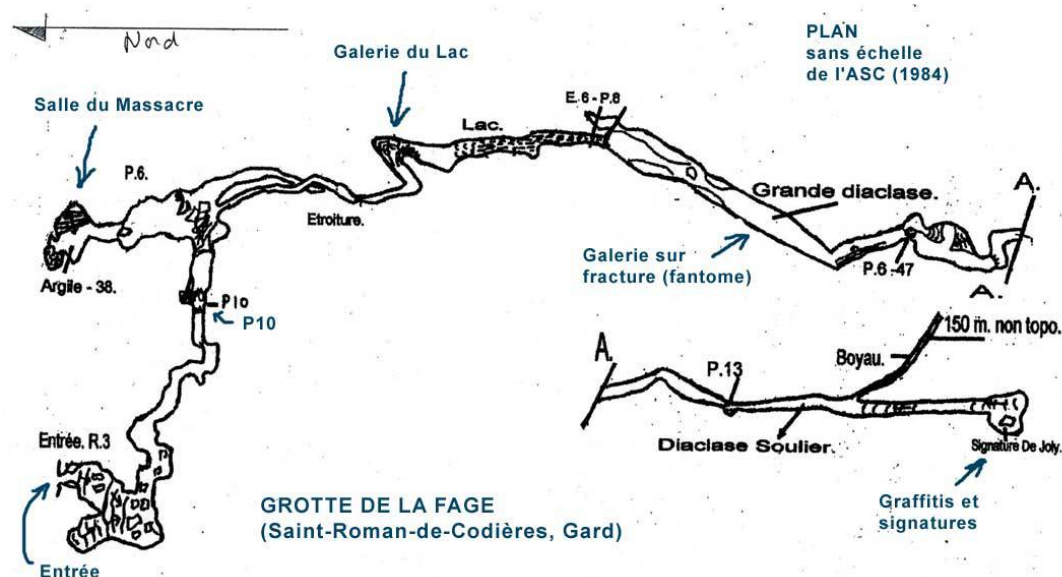 Nord
PLAN
sans échelle
de l'ASC (1984)
Galerie du Lac
Salle du Massacre
E.6 - P.8
Lac.
P.6.
Grande diaclase.
A.
Etroiture.
Galerie sur
fracture (fantome)
P.6 -47
Argile - 38.
P10
P10
A.
150 m. non topo.
A.
Boyau.
P.13
Entrée. R.3
Diaclase Soulier.
Signature De Joly.
GROTTE DE LA FAGE
(Saint-Roman-de-Codières, Gard)
Graffitis et
signatures
Entrée